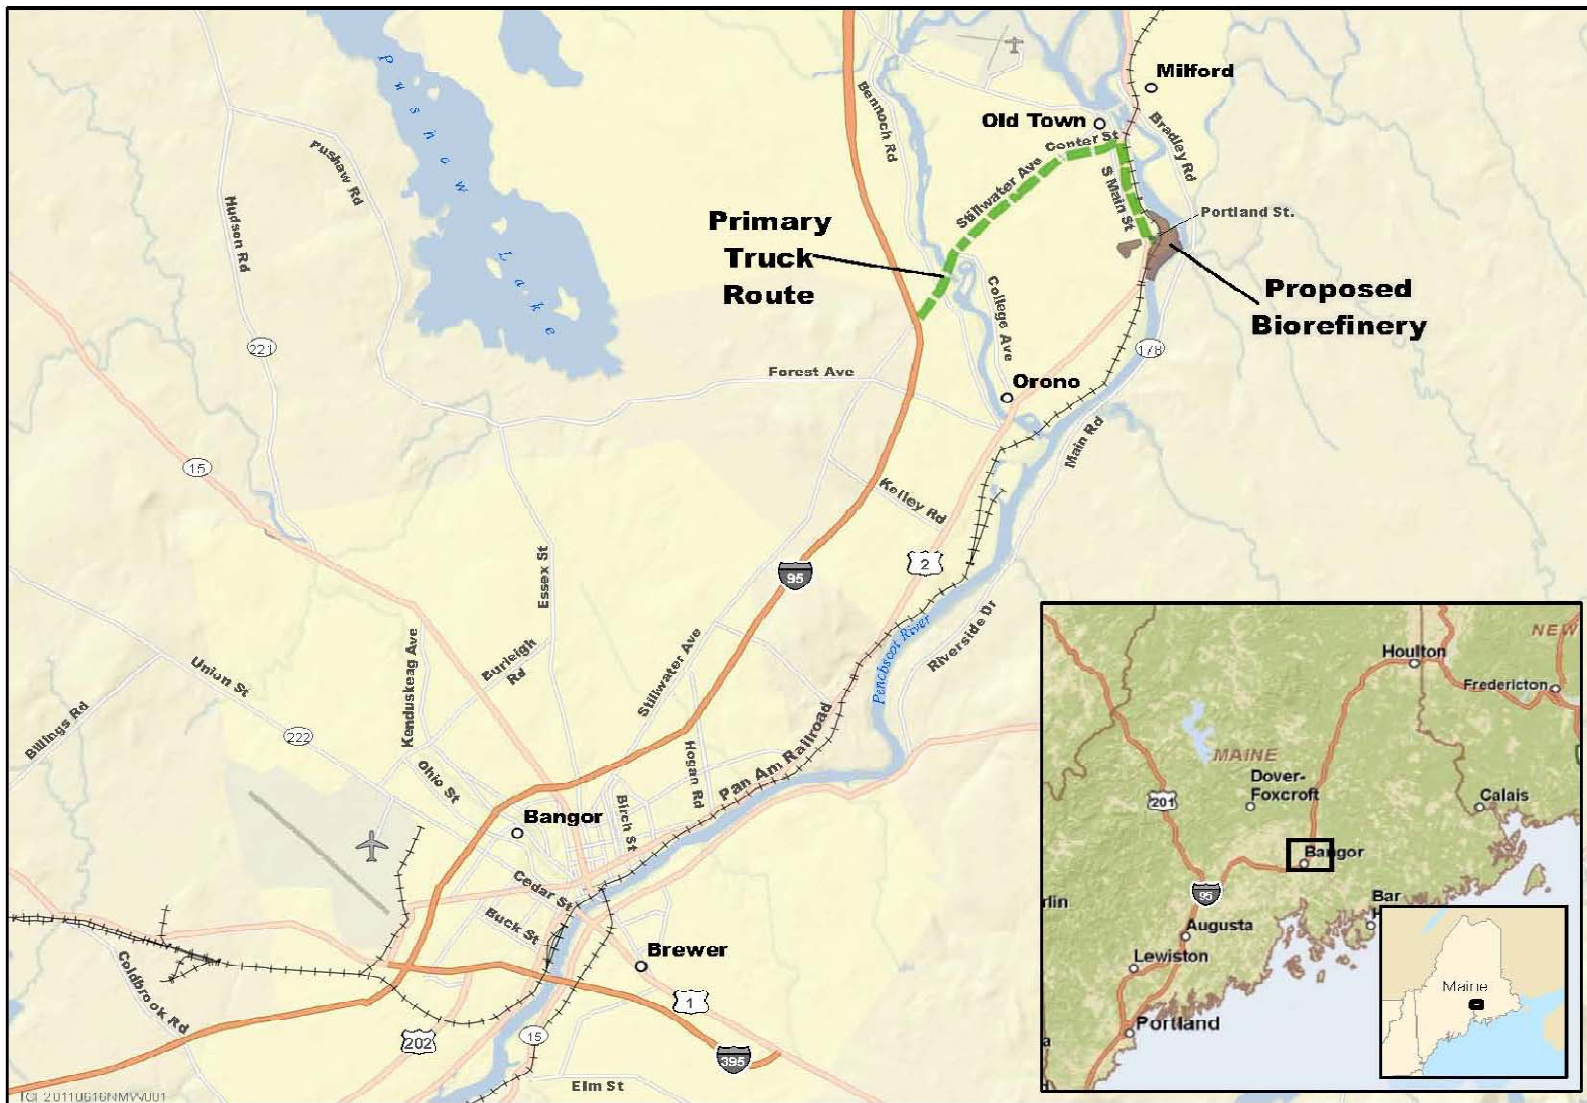 Milford
Old Town
Bennoch Rd
Bradley Rd
Center St
Stillwater Ave
S Main St
Portland St.
Pushaw
Lake
Pushaw Rd
Hudson Rd
Primary
Truck
Route
Proposed
Biorefinery
College Ave
221
178
Forest Ave
Orono
Main Rd
15
Kelley Rd
2
95
Essex St
Riverside Dr
Penobscot River
Kenduskeag Ave
Burleigh
Rd
Stillwater Ave
Union St
Billings Rd
222
Ohio St
Hogan Rd
Pan Am Railroad
Birch St
Bangor
Cedar St
Buck St
Brewer
Coldbrook Rd
1
202
15
395
Elm St
NEW
Houlton
Fredericton
MAINE
Dover-
Foxcroft
201
Calais
Bangor
95
rlin
Bar
Augusta
Lewiston
Portland
a
Maine